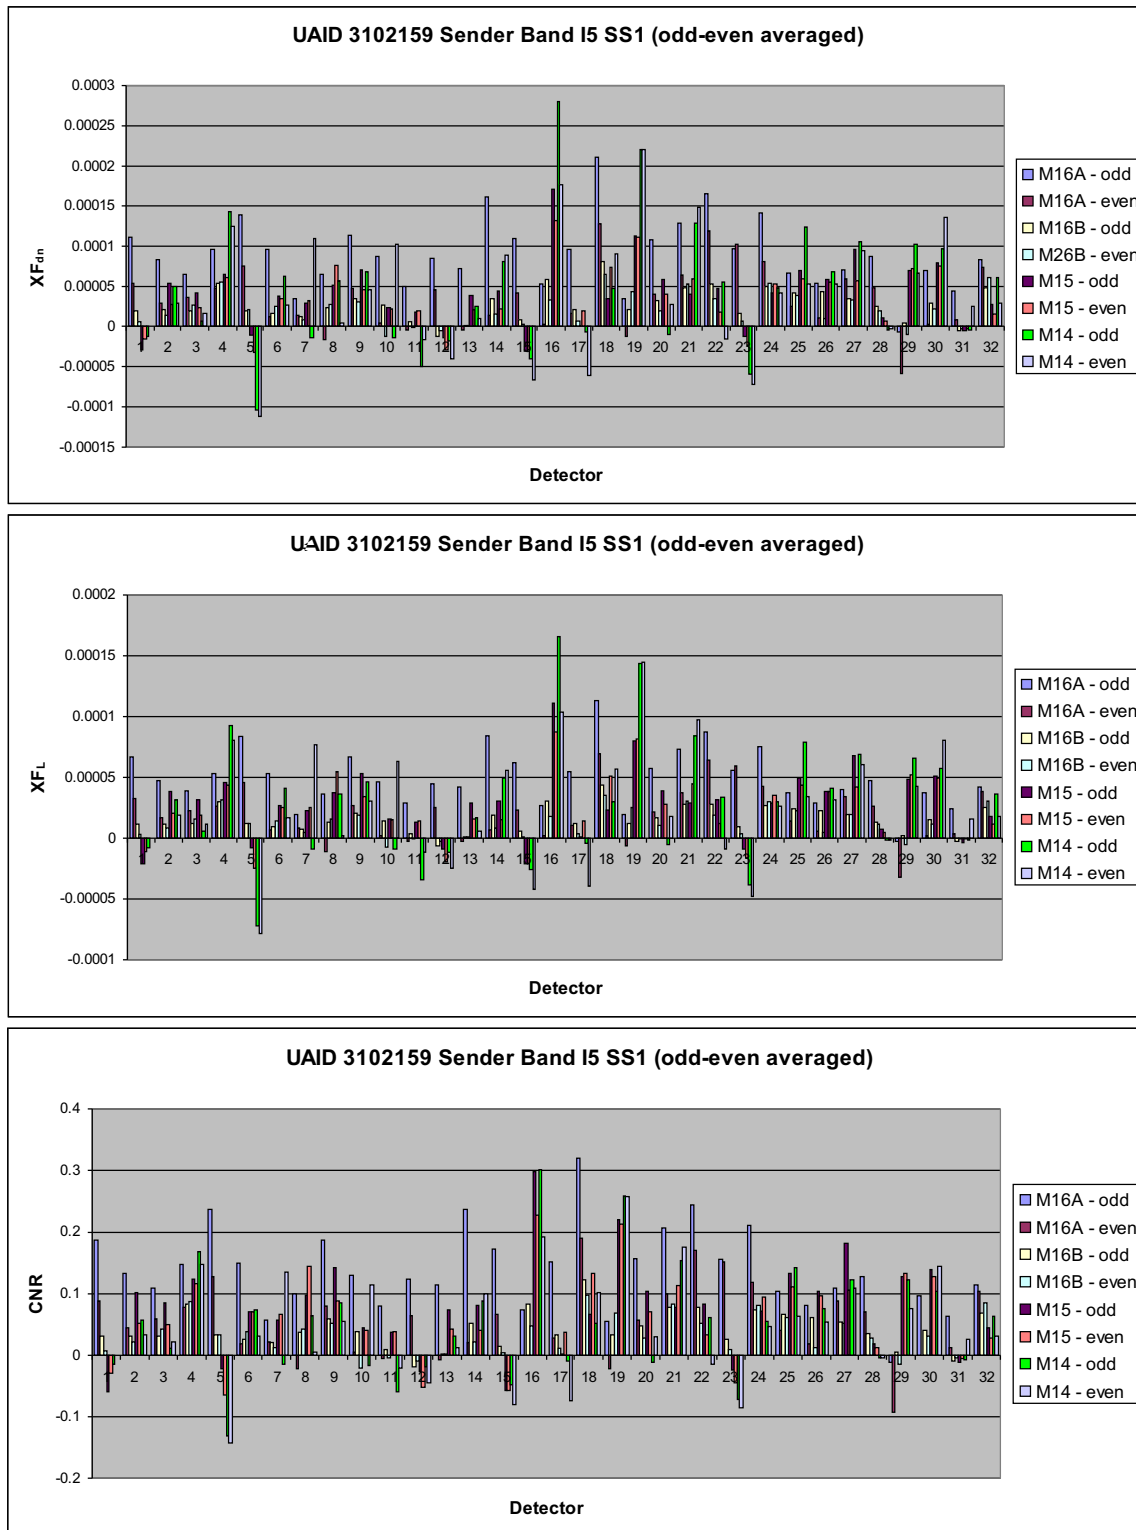 UAID 3102159 Sender Band I5 SS1 (odd-even averaged)
0.0003
0.00025
0.0002
0.00015
0.0001
0.00005
0
-0.00005
-0.0001
-0.00015
XFdn
1 2 3 4 5 6 7 8 9 10 11 12 13 14 15 16 17 18 19 20 21 22 23 24 25 26 27 28 29 30 31 32
Detector
M16A - odd
M16A - even
M16B - odd
M26B - even
M15 - odd
M15 - even
M14 - odd
M14 - even
UAID 3102159 Sender Band I5 SS1 (odd-even averaged)
0.0002
0.00015
0.0001
0.00005
0
-0.00005
-0.0001
XFL
1 2 3 4 5 6 7 8 9 10 11 12 13 14 15 16 17 18 19 20 21 22 23 24 25 26 27 28 29 30 31 32
Detector
M16A - odd
M16A - even
M16B - odd
M16B - even
M15 - odd
M15 - even
M14 - odd
M14 - even
UAID 3102159 Sender Band I5 SS1 (odd-even averaged)
0.4
0.3
0.2
0.1
0
-0.1
-0.2
CNR
1 2 3 4 5 6 7 8 9 10 11 12 13 14 15 16 17 18 19 20 21 22 23 24 25 26 27 28 29 30 31 32
Detector
M16A - odd
M16A - even
M16B - odd
M16B - even
M15 - odd
M15 - even
M14 - odd
M14 - even